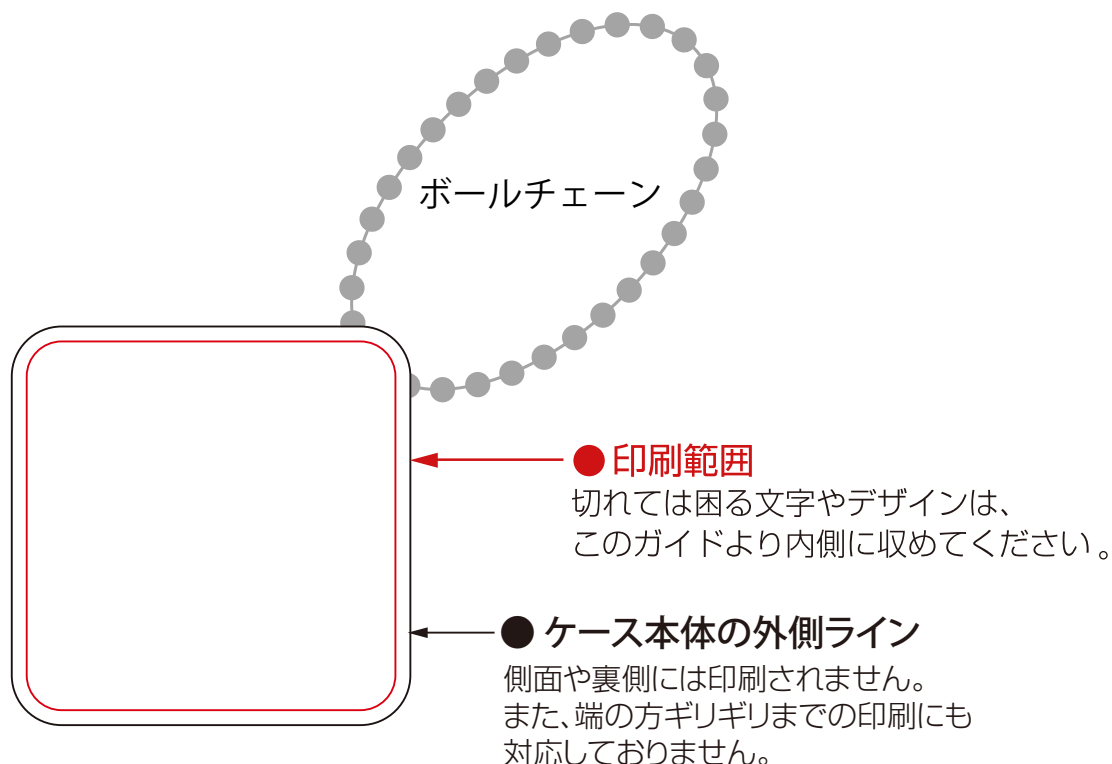 ボールチェーン
●印刷範囲
切れては困る文字やデザインは、
このガイドより内側に収めてください。
●ケース本体の外側ライン
側面や裏側には印刷されません。
また、端の方ギリギリまでの印刷にも
対応しておりません。